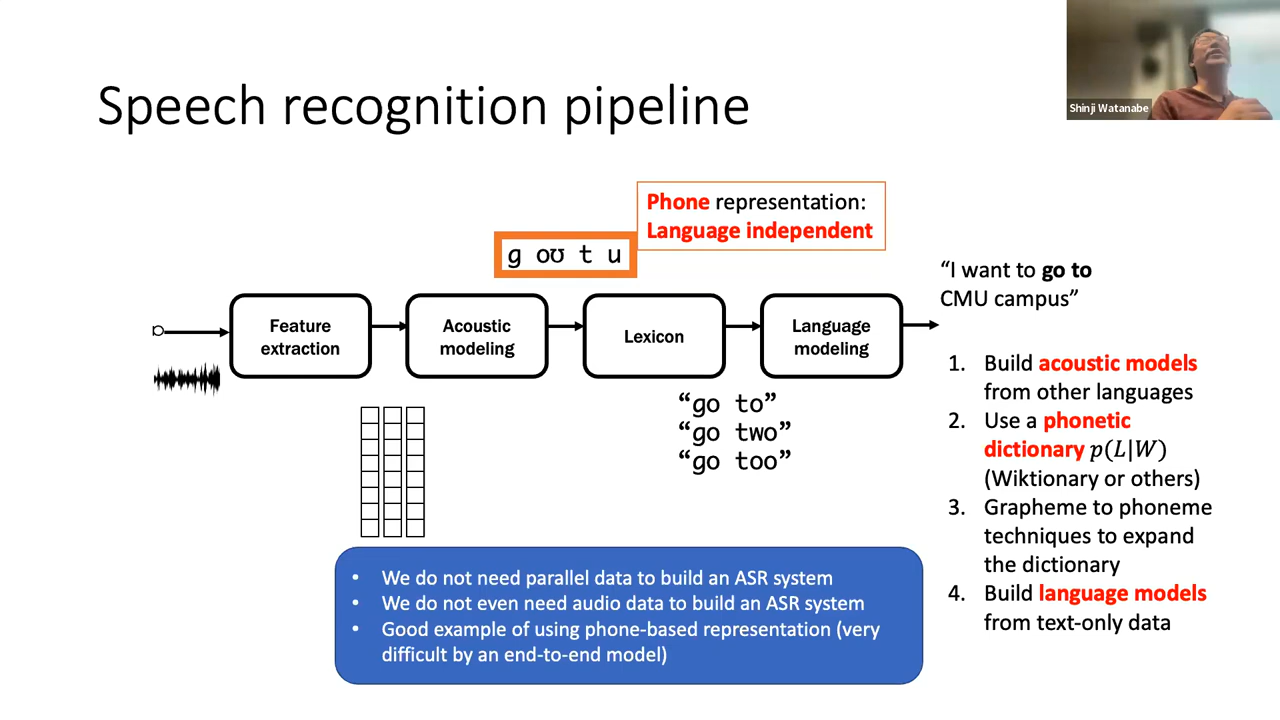 Speech recognition pipeline
Shinji Watanabe
Phone representation:
Language independent
g oʊ t u
Feature
extraction
Acoustic
modeling
Lexicon
Language
modeling
“I want to go to
CMU campus”
“go to”
“go two”
“go too”
1. Build acoustic models
from other languages
2. Use a phonetic
dictionary p(L|W)
(Wiktionary or others)
3. Grapheme to phoneme
techniques to expand
the dictionary
4. Build language models
from text-only data
• We do not need parallel data to build an ASR system
• We do not even need audio data to build an ASR system
• Good example of using phone-based representation (very
difficult by an end-to-end model)